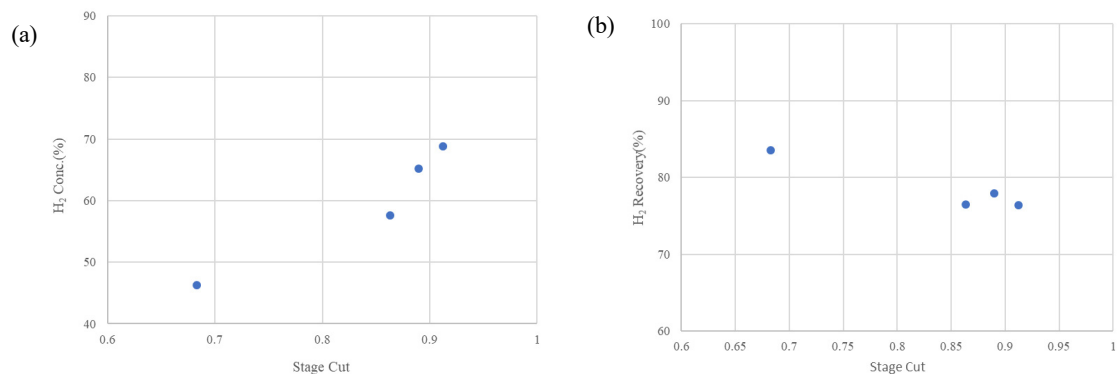 (a)
90
80
70
60
50
40
H₂ Conc.(%)
0.6 0.7 0.8 0.9 1
Stage Cut
(b)
100
90
80
70
60
H₂ Recovery(%)
0.6 0.65 0.7 0.75 0.8 0.85 0.9 0.95 1
Stage Cut